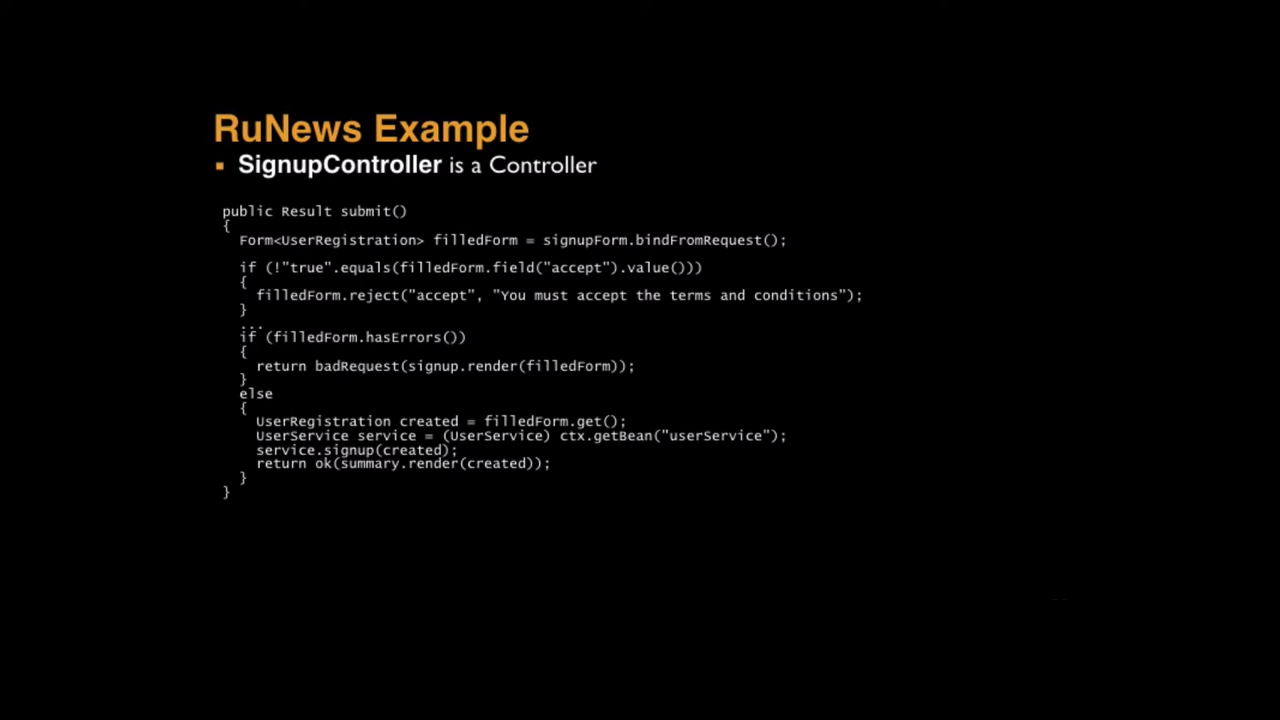 RuNews Example
▪ SignupController is a Controller
public Result submit()
{
Form<UserRegistration> filledForm = signupForm.bindFromRequest();
if (!"true".equals(filledForm.field("accept").value()))
{
filledForm.reject("accept", "You must accept the terms and conditions");
}
...
if (filledForm.hasErrors())
{
return badRequest(signup.render(filledForm));
}
else
{
UserRegistration created = filledForm.get();
UserService service = (UserService) ctx.getBean("userService");
service.signup(created);
return ok(summary.render(created));
}
}